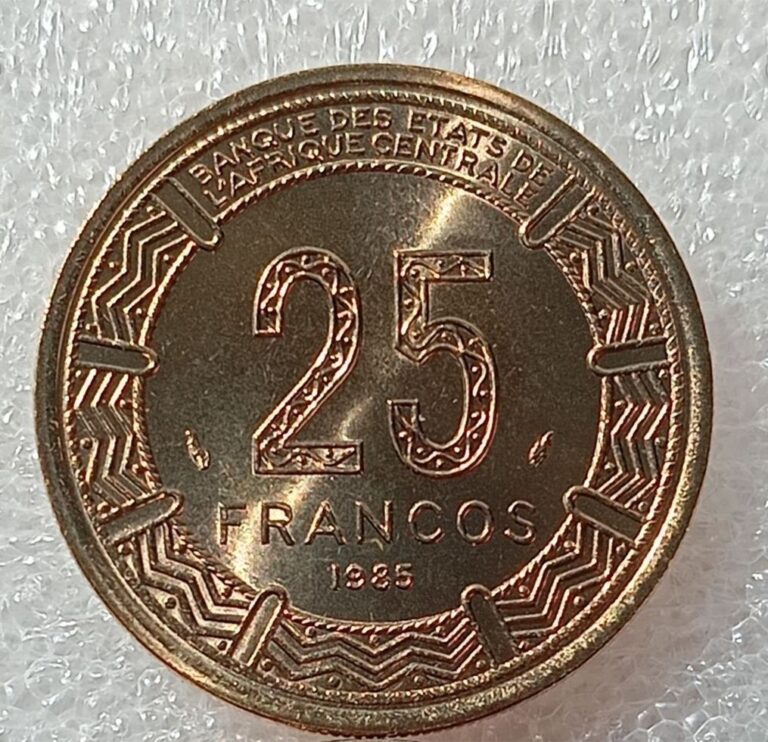 BANQUE DES ETATS DE
L'AFRIQUE CENTRALE
25
FRANCOS
1985